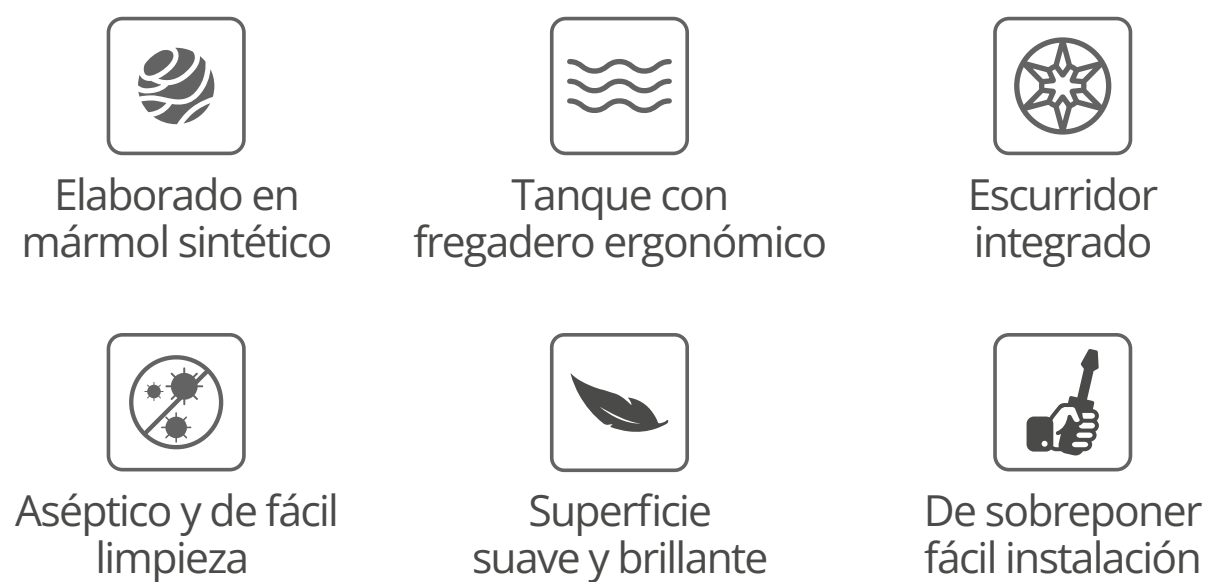 Elaborado en
mármol sintético
Tanque con
fregadero ergonómico
Escurridor
integrado
Aséptico y de fácil
limpieza
Superficie
suave y brillante
De sobreponer
fácil instalación